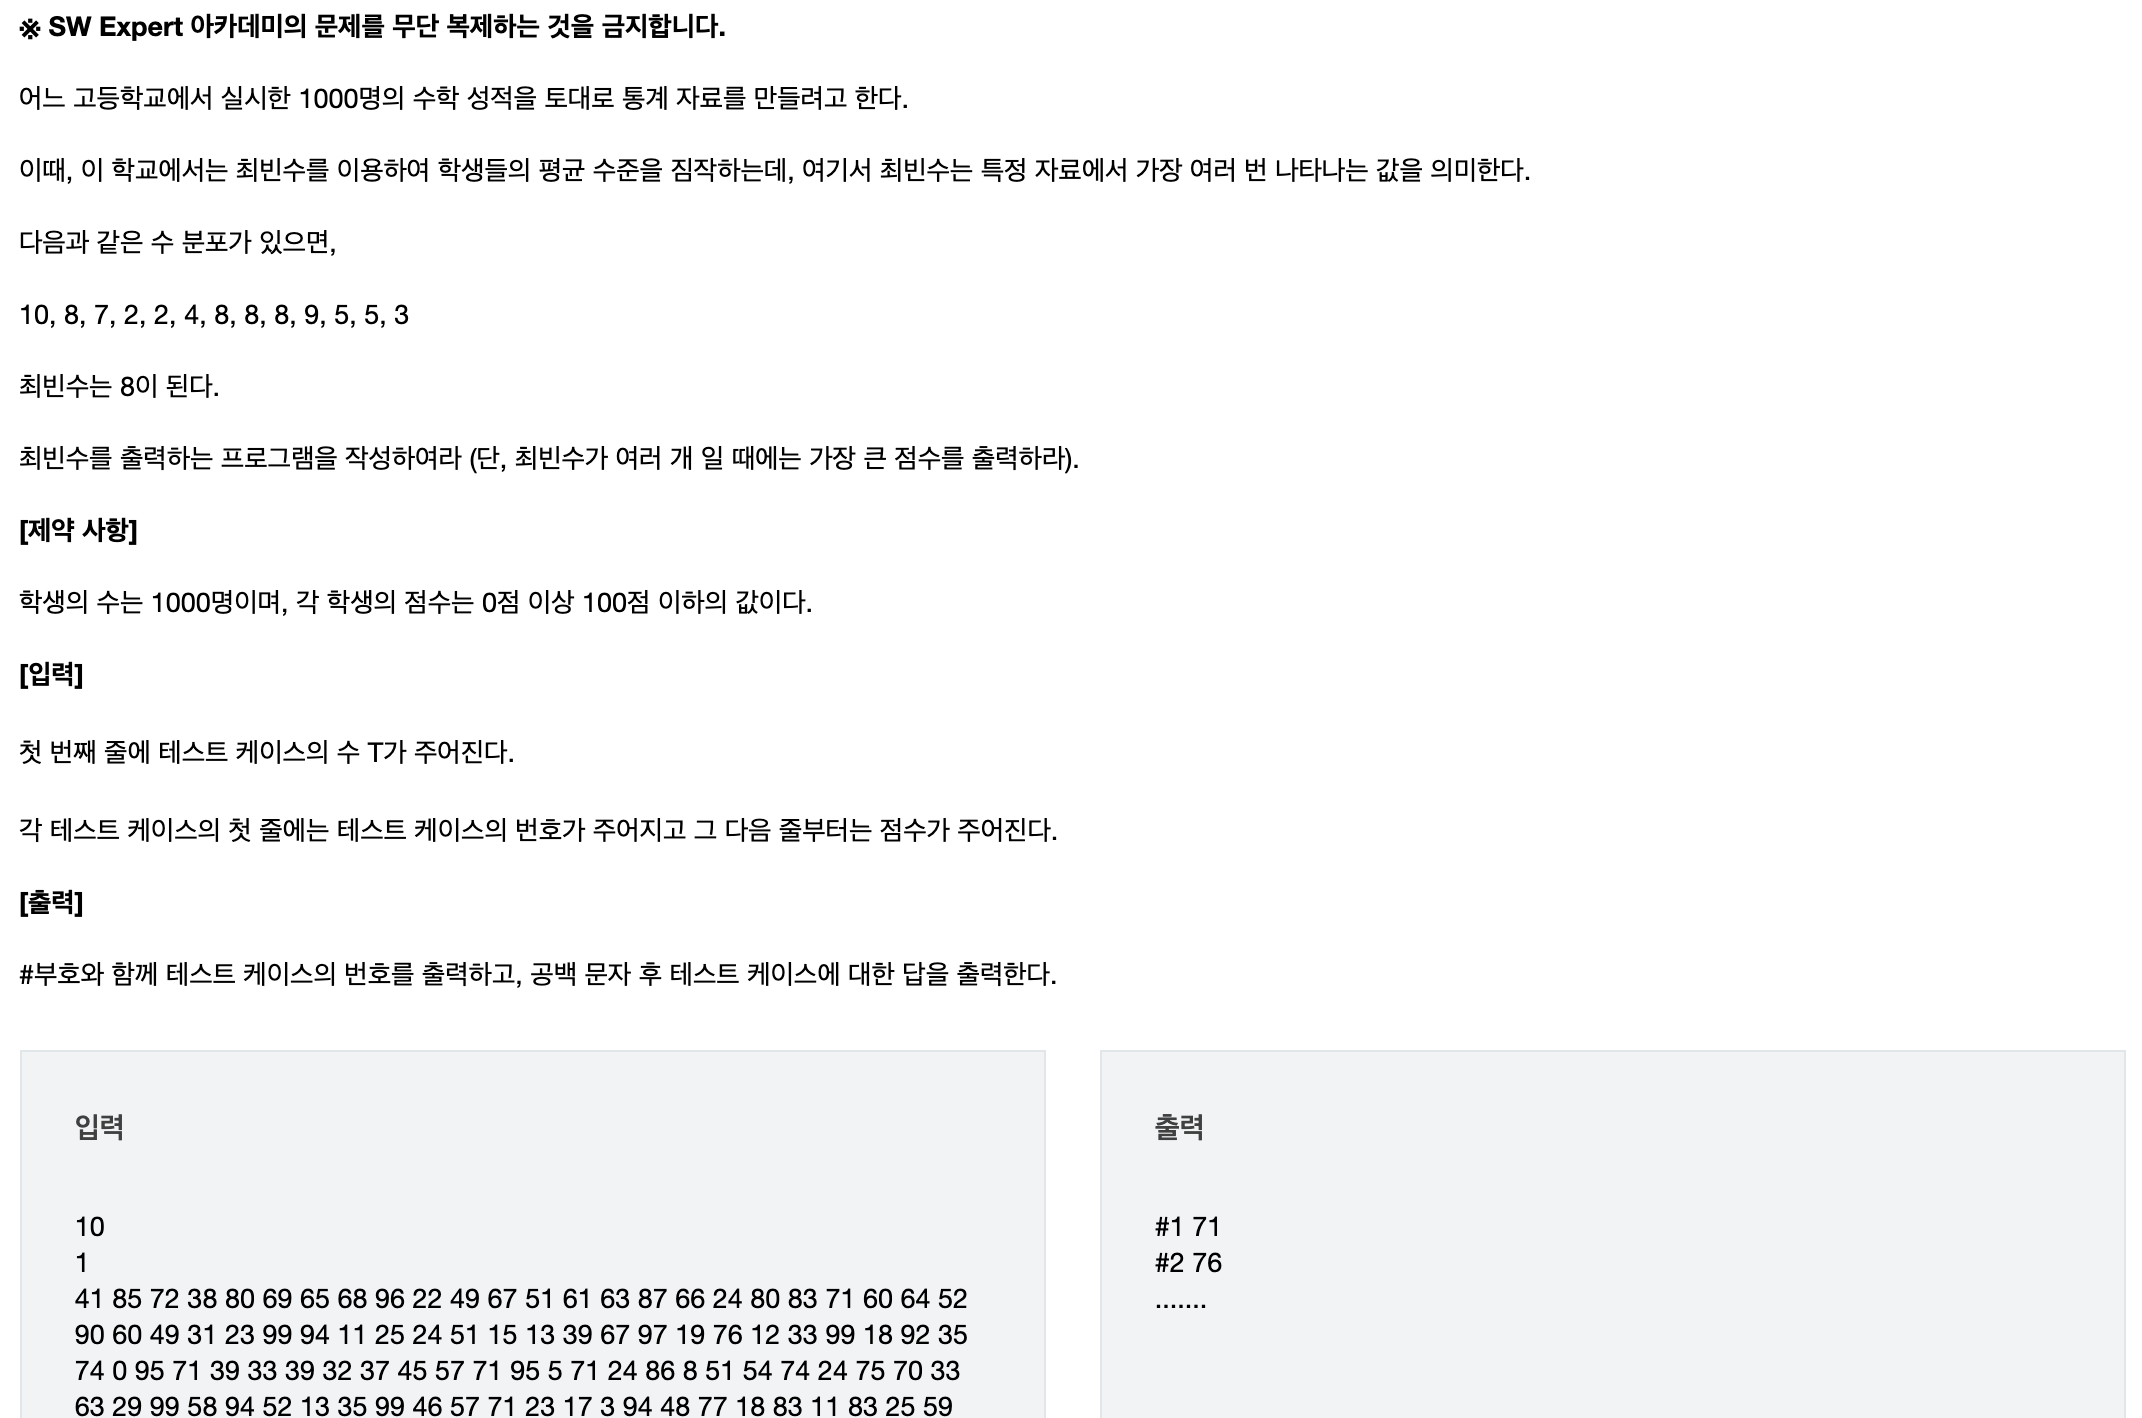 ※ SW Expert 아카데미의 문제를 무단 복제하는 것을 금지합니다.
어느 고등학교에서 실시한 1000명의 수학 성적을 토대로 통계 자료를 만들려고 한다.
이때, 이 학교에서는 최빈수를 이용하여 학생들의 평균 수준을 짐작하는데, 여기서 최빈수는 특정 자료에서 가장 여러 번 나타나는 값을 의미한다.
다음과 같은 수 분포가 있으면,
10, 8, 7, 2, 2, 4, 8, 8, 8, 9, 5, 5, 3
최빈수는 8이 된다.
최빈수를 출력하는 프로그램을 작성하여라 (단, 최빈수가 여러 개 일 때에는 가장 큰 점수를 출력하라).
[제약 사항]
학생의 수는 1000명이며, 각 학생의 점수는 0점 이상 100점 이하의 값이다.
[입력]
첫 번째 줄에 테스트 케이스의 수 T가 주어진다.
각 테스트 케이스의 첫 줄에는 테스트 케이스의 번호가 주어지고 그 다음 줄부터는 점수가 주어진다.
[출력]
#부호와 함께 테스트 케이스의 번호를 출력하고, 공백 문자 후 테스트 케이스에 대한 답을 출력한다.
입력
10
1
41 85 72 38 80 69 65 68 96 22 49 67 51 61 63 87 66 24 80 83 71 60 64 52
90 60 49 31 23 99 94 11 25 24 51 15 13 39 67 97 19 76 12 33 99 18 92 35
74 0 95 71 39 33 39 32 37 45 57 71 95 5 71 24 86 8 51 54 74 24 75 70 33
63 29 99 58 94 52 13 35 99 46 57 71 23 17 3 94 48 77 18 83 11 83 25 59
출력
#1 71
#2 76
.......